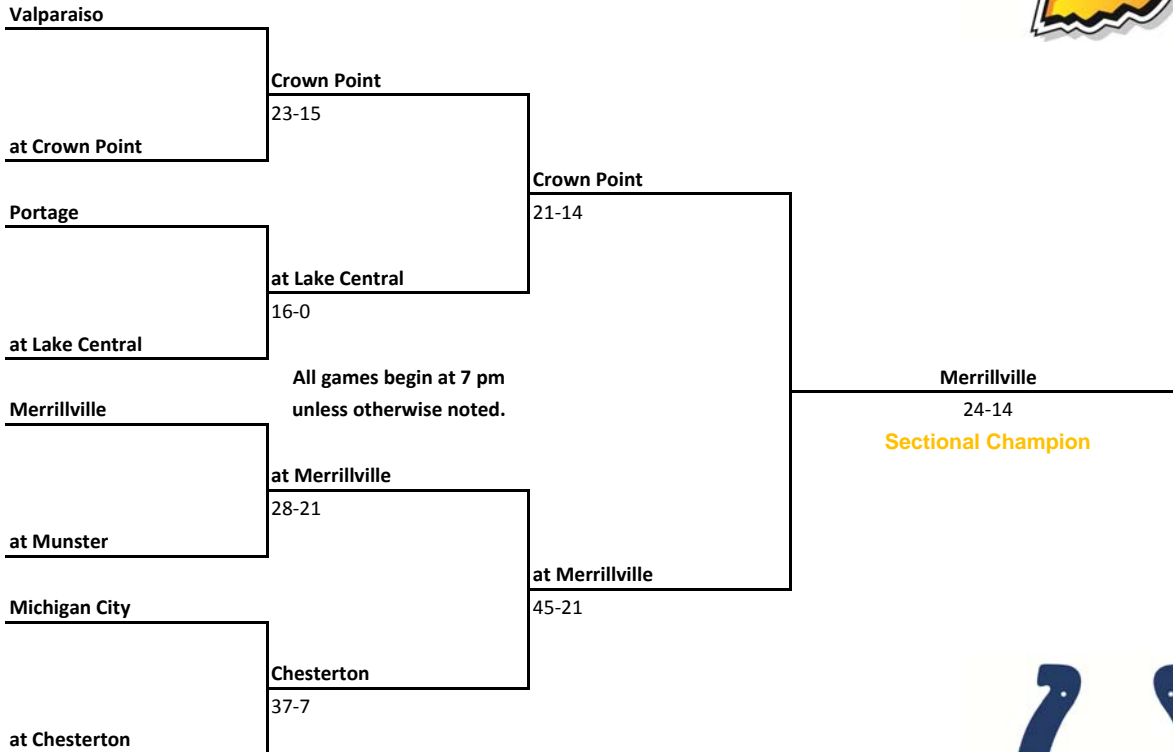 Valparaiso
Crown Point
23-15
at Crown Point
Crown Point
21-14
Portage
at Lake Central
16-0
at Lake Central
All games begin at 7 pm
unless otherwise noted.
Merrillville
24-14
Sectional Champion
Merrillville
at Merrillville
28-21
at Munster
at Merrillville
45-21
Michigan City
Chesterton
37-7
at Chesterton